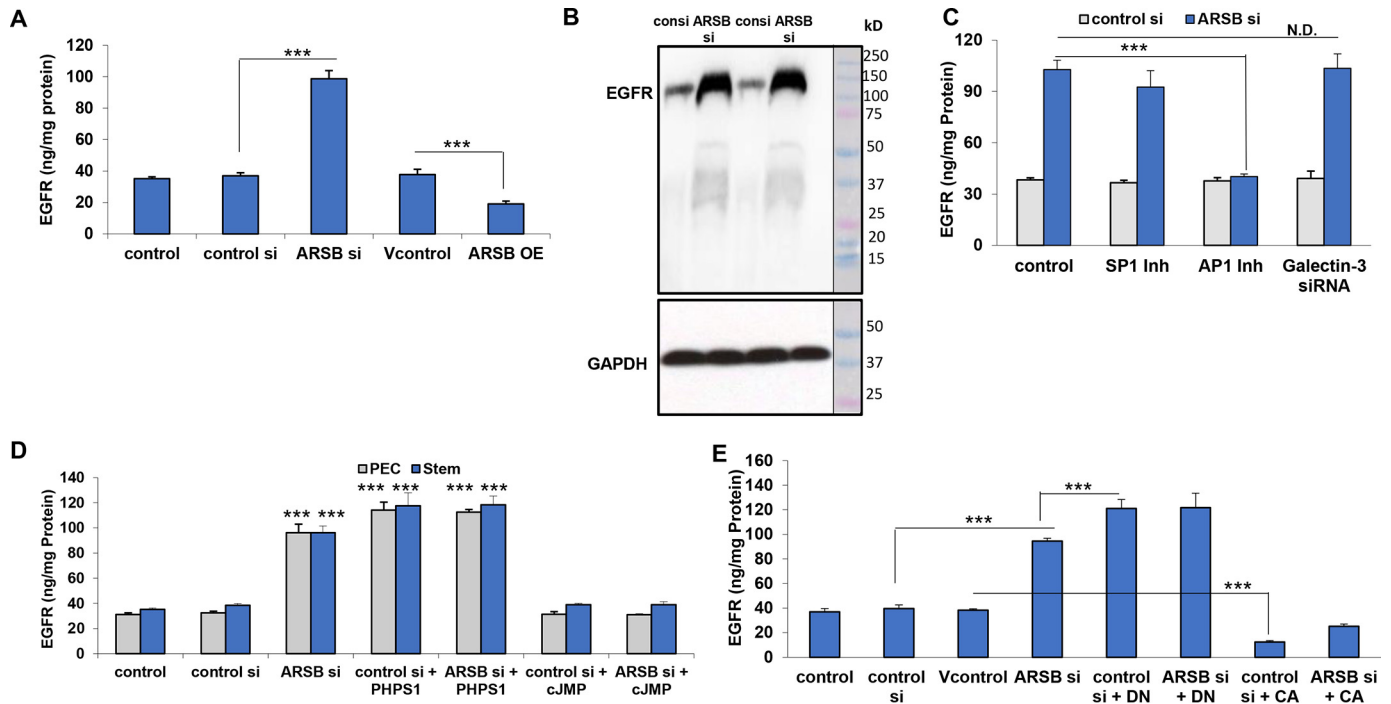 A
EGFR (ng/mg protein)
120
100
80
60
40
20
0
***
***
control
control si
ARSB si
Vcontrol
ARSB OE
B
consi ARSB consi ARSB
si si
kD
EGFR
250
150
100
75
50
37
25
20
15
GAPDH
50
37
25
C
control si
ARSB si
N.D.
***
EGFR (ng/mg Protein)
120
90
60
30
0
control
SP1 Inh
AP1 Inh
Galectin-3
siRNA
D
PEC
Stem
EGFR (ng/mg Protein)
140
120
100
80
60
40
20
0
*** ***
*** ***
*** ***
control
control si
ARSB si
control si +
PHPS1
ARSB si +
PHPS1
control si +
cJMP
ARSB si +
cJMP
E
EGFR (ng/mg Protein)
160
140
120
100
80
60
40
20
0
***
***
***
control
control
si
Vcontrol
ARSB si
control
si + DN
ARSB si
+ DN
control
si + CA
ARSB si
+ CA